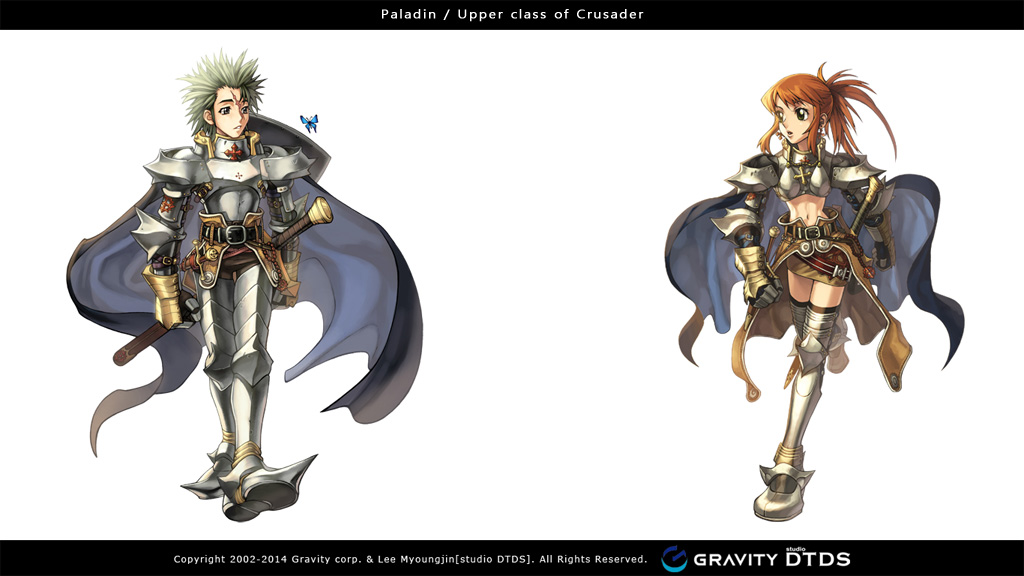 Paladin / Upper class of Crusader
Copyright 2002-2014 Gravity corp. & Lee Myoungjin[studio DTDS]. All Rights Reserved.
GRAVITY studio DTDS